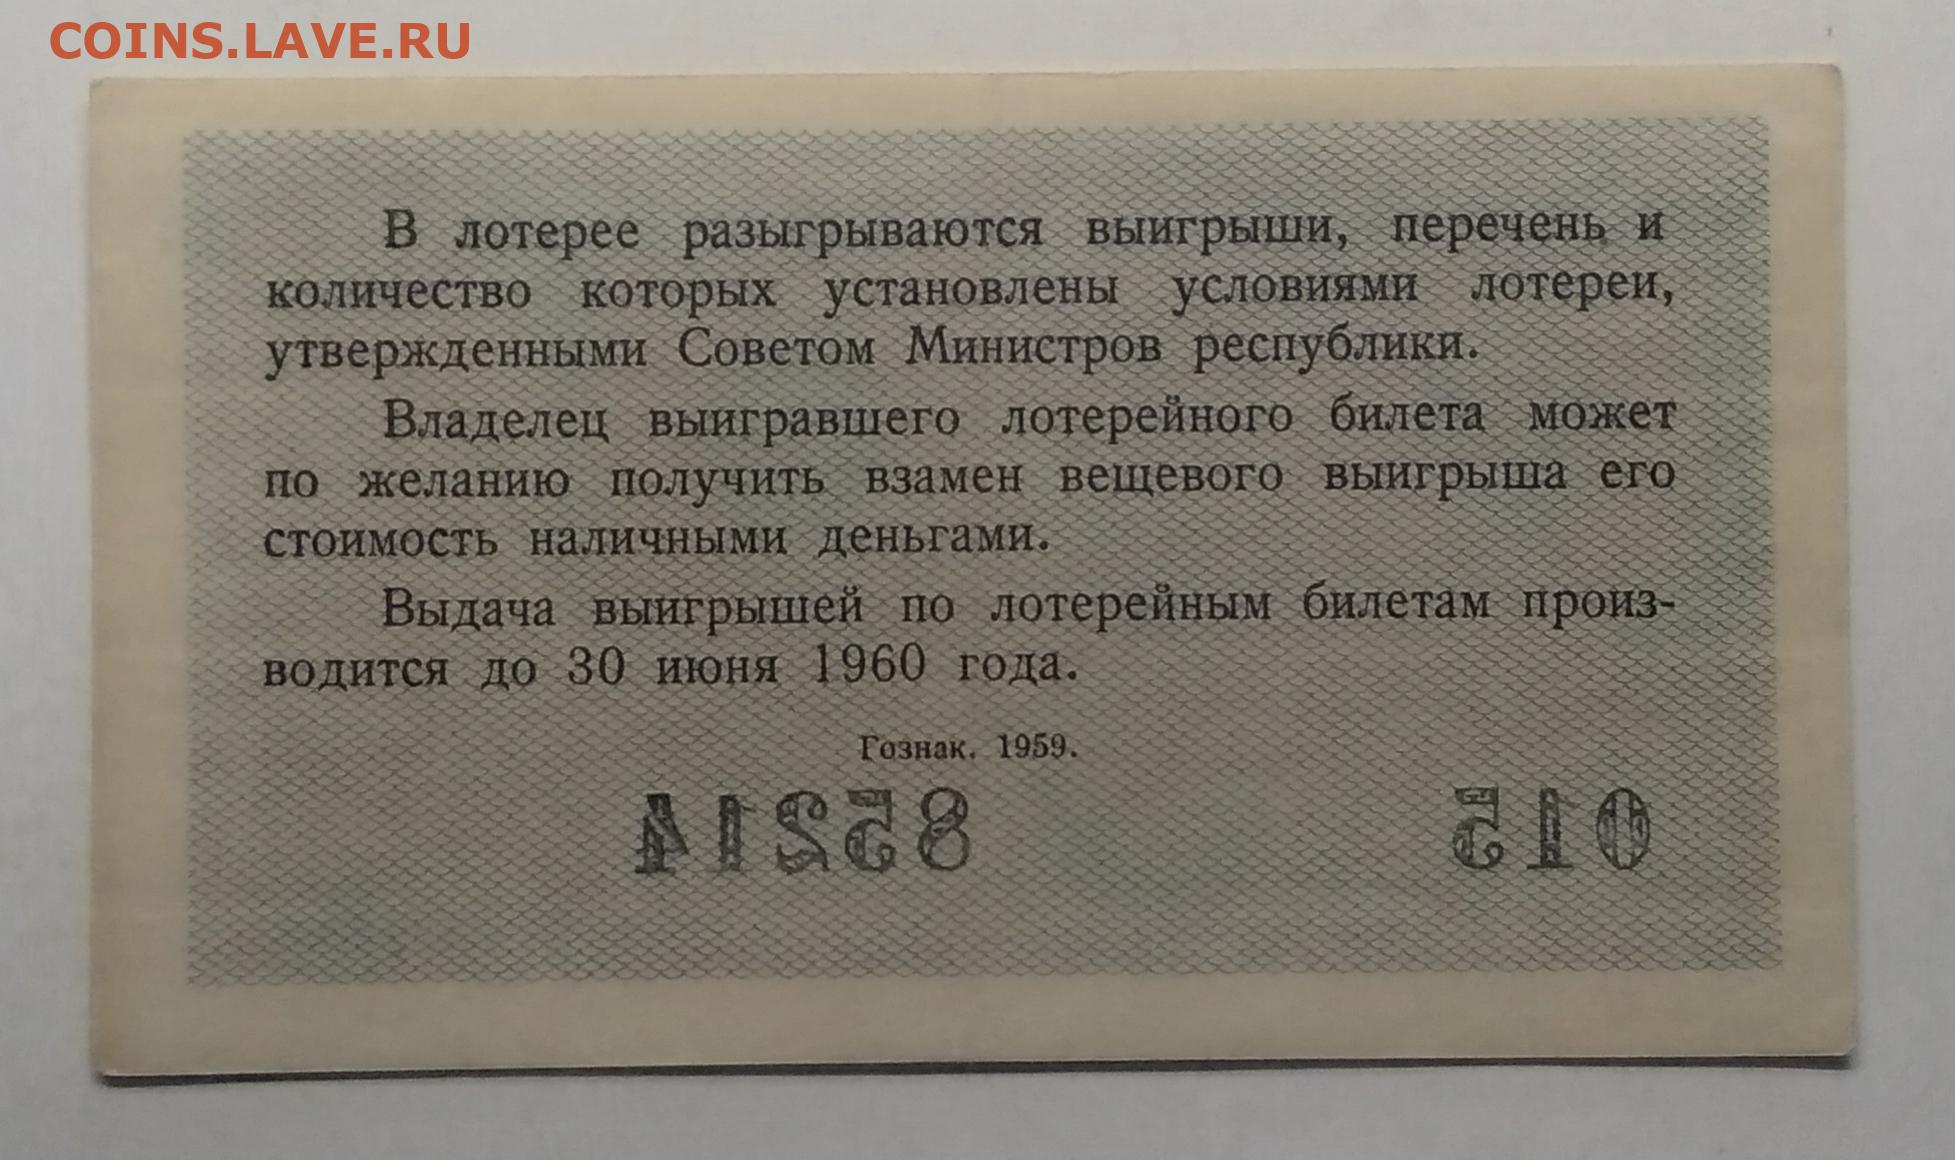 COINS.LAVE.RU
В лотерее разыгрываются выигрыши, перечень и
количество которых установлены условиями лотереи,
утвержденными Советом Министров республики.
Владелец выигравшего лотерейного билета может
по желанию получить взамен вещевого выигрыша его
стоимость наличными деньгами.
Выдача выигрышей по лотерейным билетам произ-
водится до 30 июня 1960 года.
Гознак. 1959.
85214 015